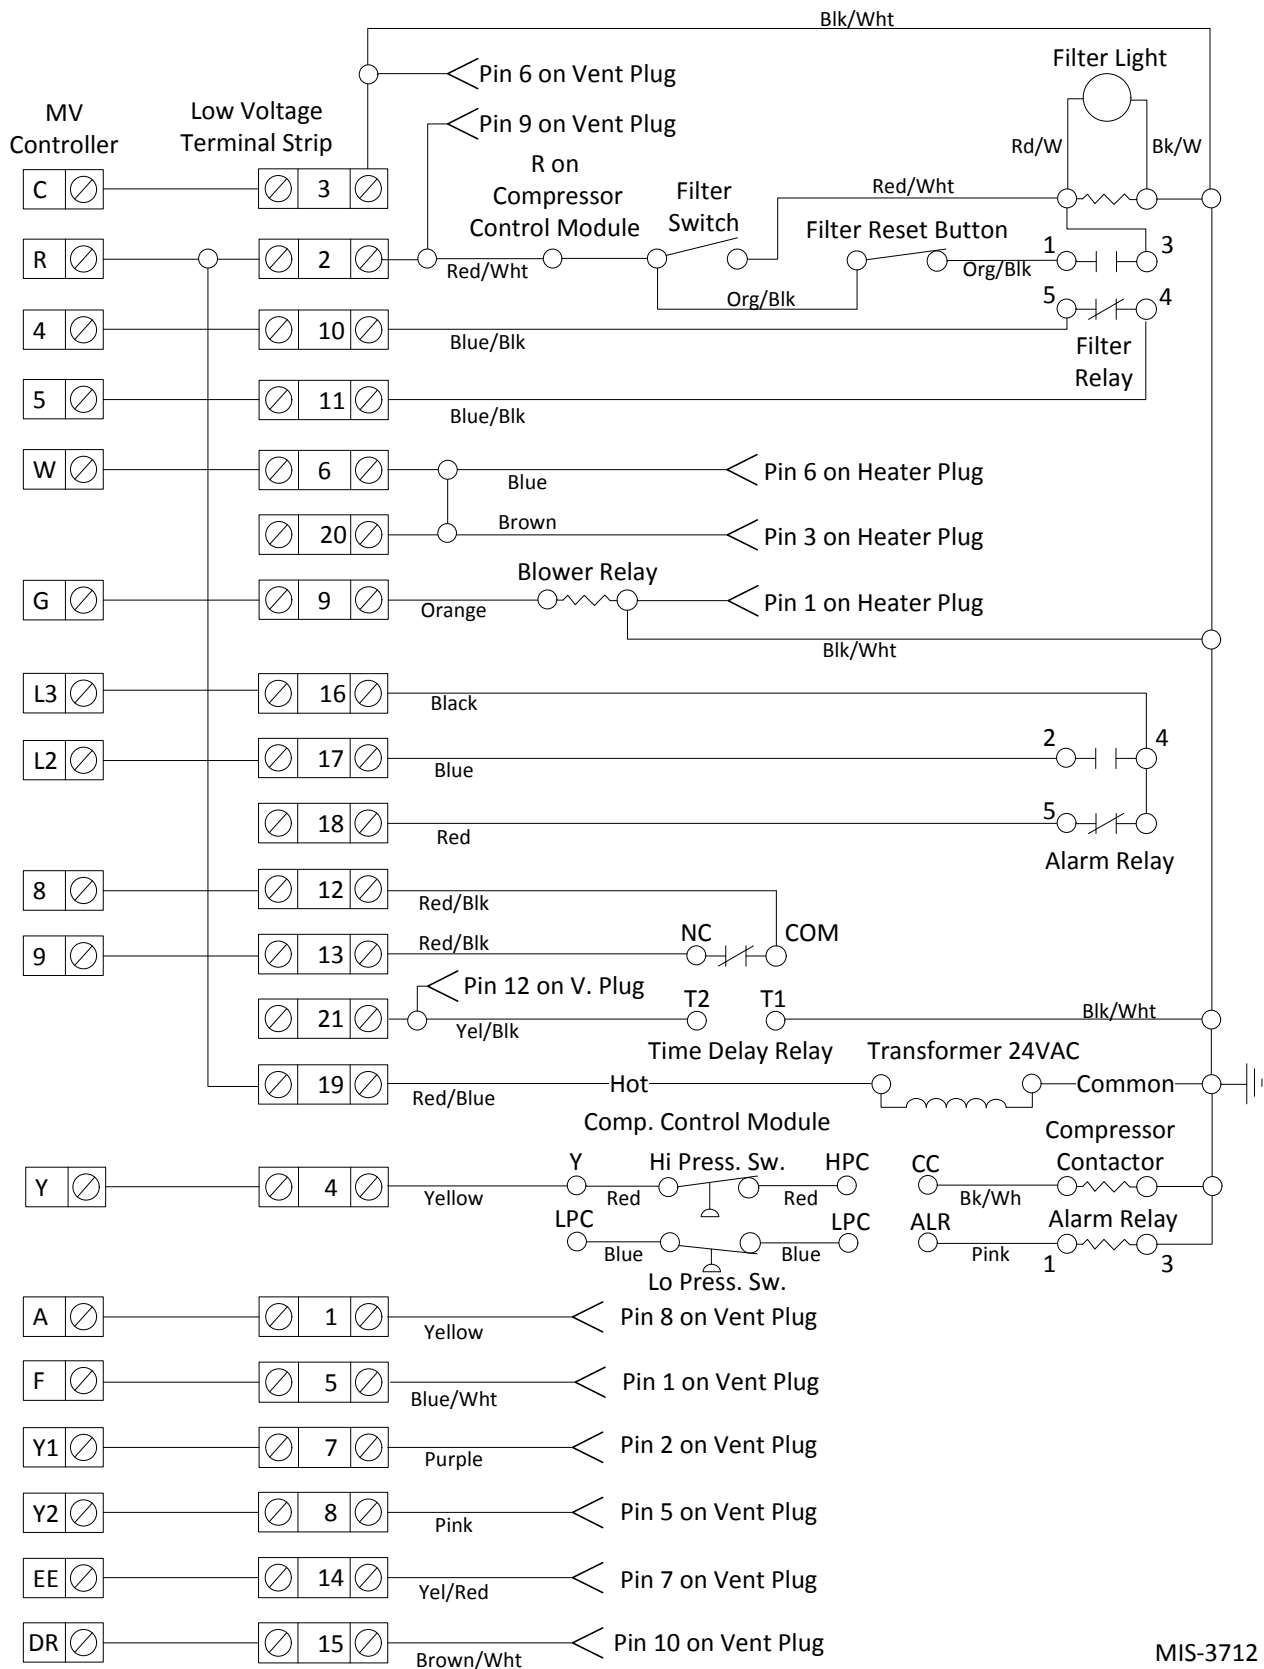 Blk/Wht
Filter Light
Pin 6 on Vent Plug
MV
Controller
Low Voltage
Terminal Strip
Pin 9 on Vent Plug
Rd/W
Bk/W
R on
Compressor
Control Module
Filter
Switch
Red/Wht
C
3
Filter Reset Button
1
3
R
2
Red/Wht
Org/Blk
Org/Blk
5
4
4
10
Blue/Blk
Filter
Relay
5
11
Blue/Blk
W
6
Blue
Pin 6 on Heater Plug
20
Brown
Pin 3 on Heater Plug
Blower Relay
G
9
Orange
Pin 1 on Heater Plug
Blk/Wht
L3
16
Black
2
4
L2
17
Blue
5
18
Red
Alarm Relay
8
12
Red/Blk
NC
COM
9
13
Red/Blk
Pin 12 on V. Plug
T2
T1
21
Yel/Blk
Blk/Wht
Time Delay Relay
Transformer 24VAC
19
Red/Blue
Hot
Common
Comp. Control Module
Compressor
Contactor
Y
Hi Press. Sw.
HPC
CC
Y
4
Yellow
Red
Red
Bk/Wh
LPC
LPC
ALR
Alarm Relay
Blue
Blue
Pink
1
3
Lo Press. Sw.
A
1
Yellow
Pin 8 on Vent Plug
F
5
Blue/Wht
Pin 1 on Vent Plug
Y1
7
Purple
Pin 2 on Vent Plug
Y2
8
Pink
Pin 5 on Vent Plug
EE
14
Yel/Red
Pin 7 on Vent Plug
DR
15
Brown/Wht
Pin 10 on Vent Plug
MIS-3712